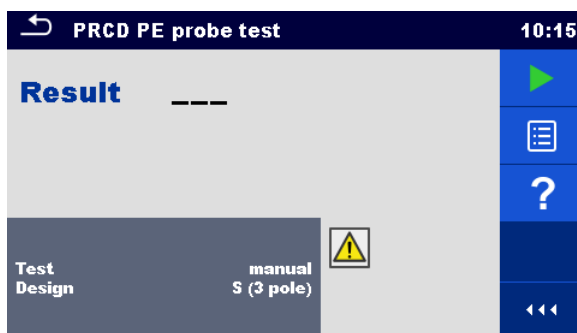 PRCD PE probe test 10:15
Result ___
?
Test manual
Design S (3 pole)